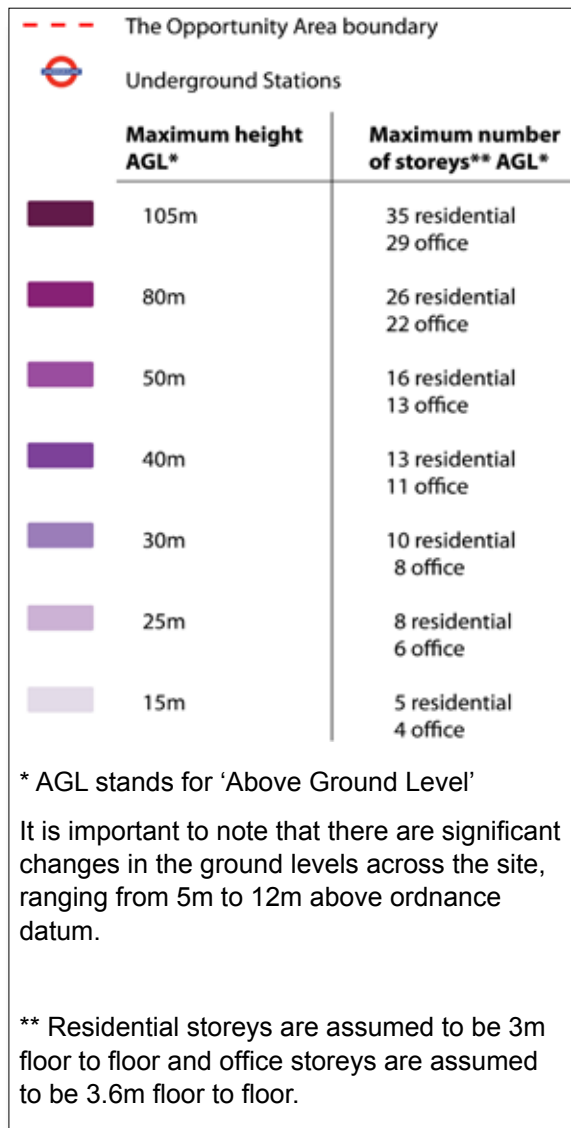 The Opportunity Area boundary
Underground Stations
Maximum height AGL*
Maximum number of storeys** AGL*
105m
35 residential
29 office
80m
26 residential
22 office
50m
16 residential
13 office
40m
13 residential
11 office
30m
10 residential
8 office
25m
8 residential
6 office
15m
5 residential
4 office
* AGL stands for ‘Above Ground Level’
It is important to note that there are significant
changes in the ground levels across the site,
ranging from 5m to 12m above ordnance
datum.
** Residential storeys are assumed to be 3m
floor to floor and office storeys are assumed
to be 3.6m floor to floor.